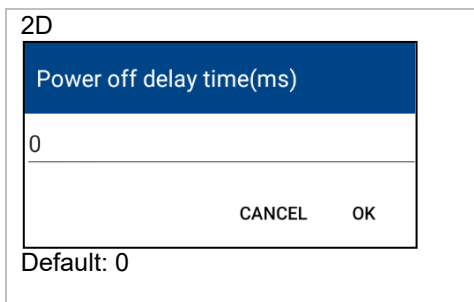 2D
Power off delay time(ms)
0
CANCEL OK
Default: 0